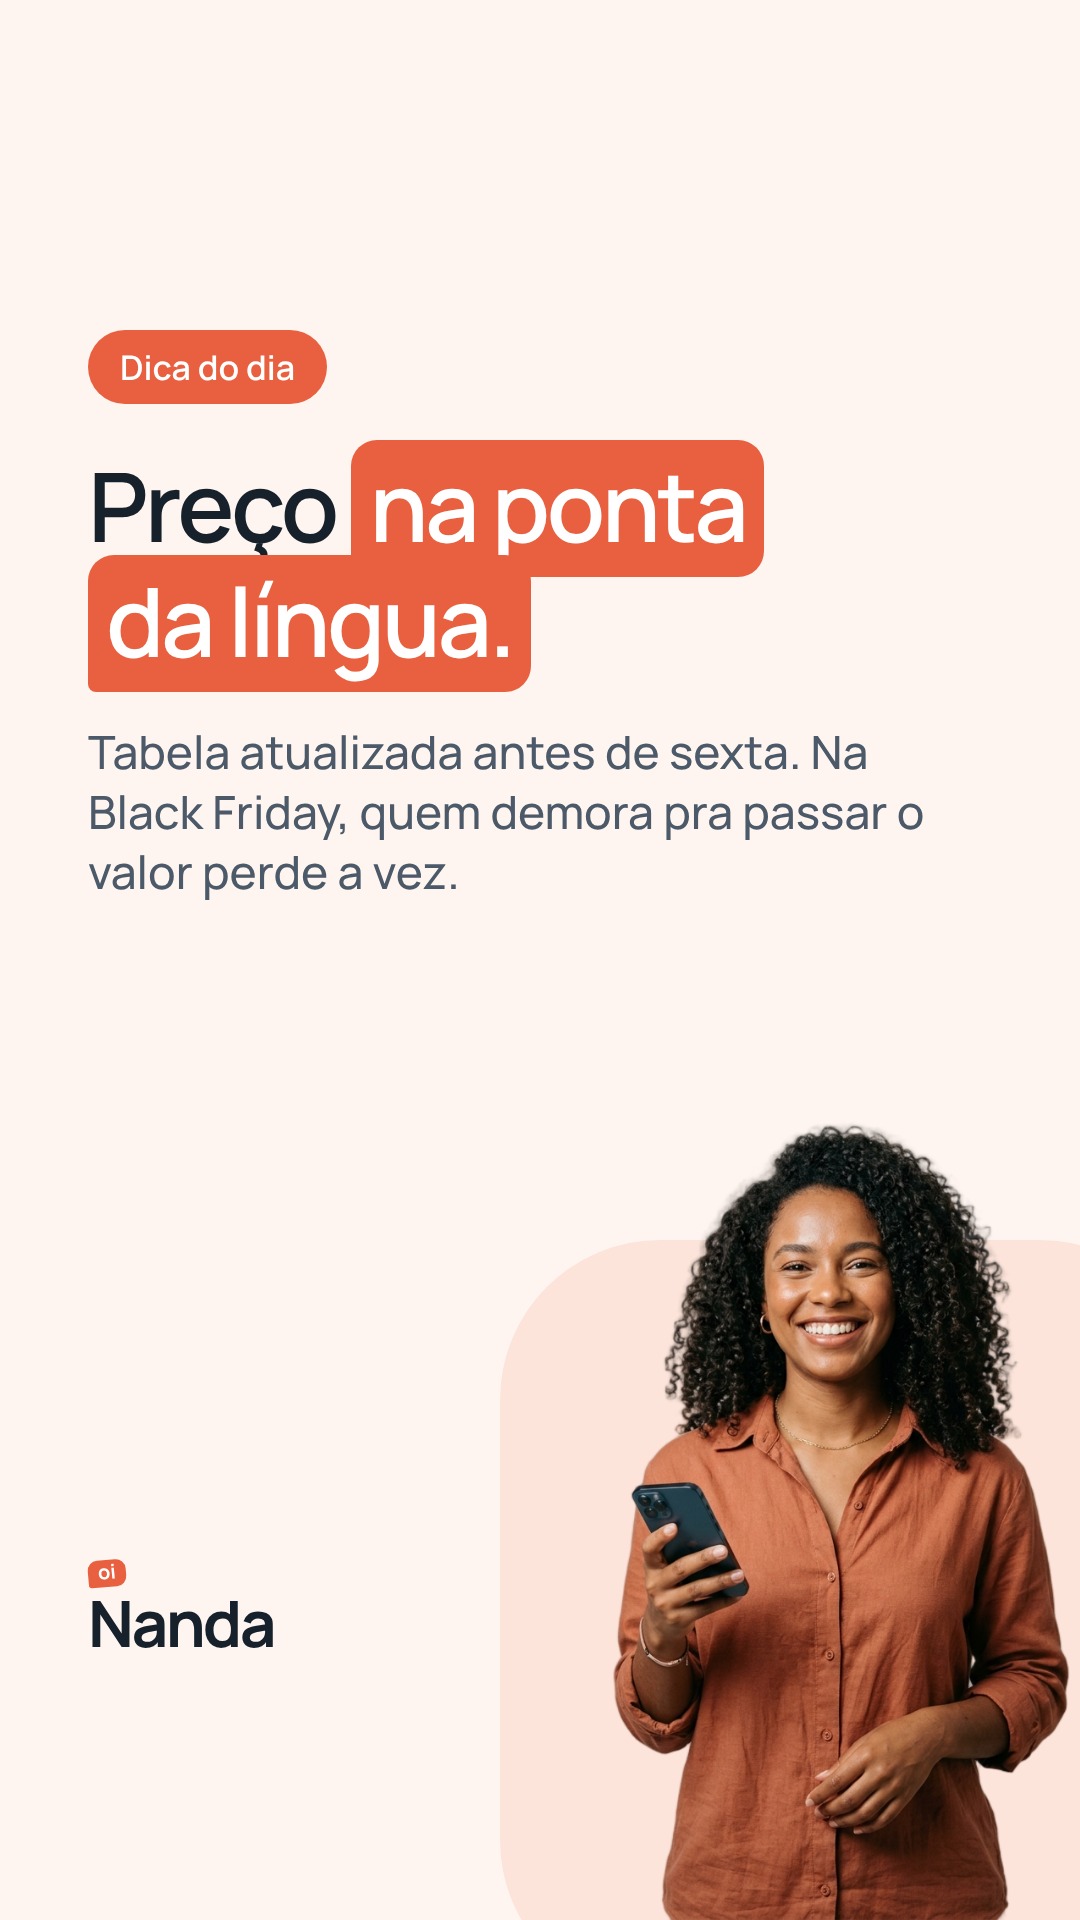 Dica do dia
Preço na ponta
da língua.
Tabela atualizada antes de sexta. Na
Black Friday, quem demora pra passar o
valor perde a vez.
oi
Nanda